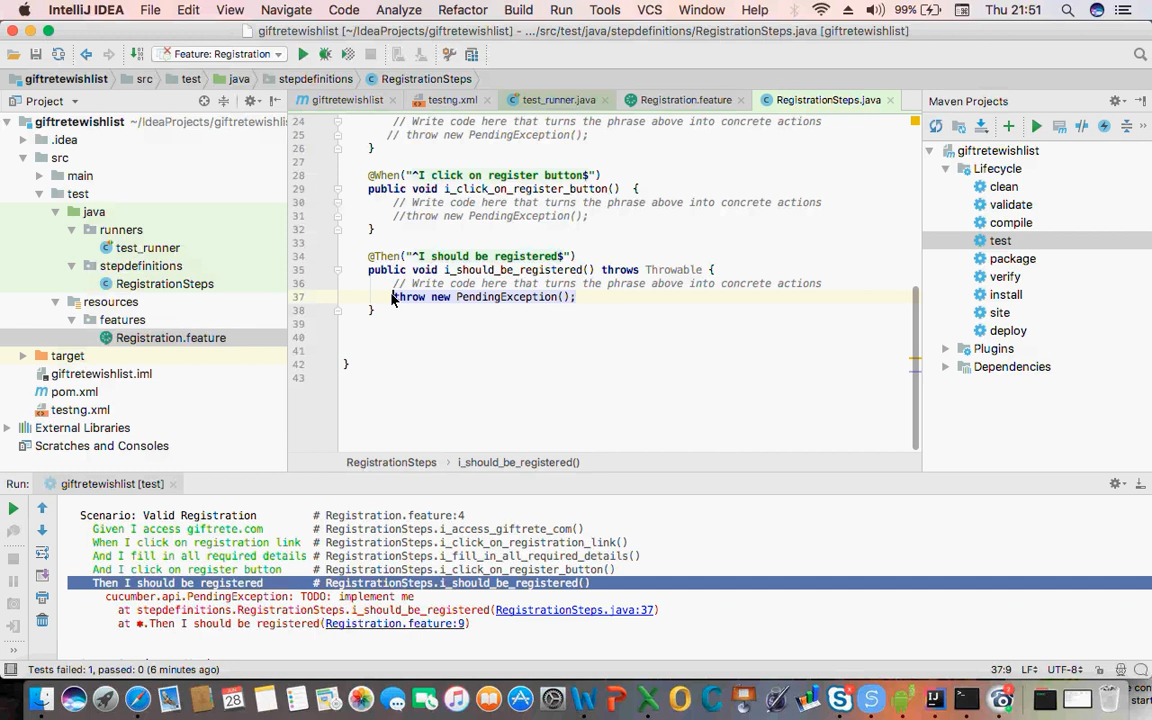 IntelliJ IDEA File Edit View Navigate Code Analyze Refactor Build Run Tools VCS Window Help 99% Thu 21:51
giftretewishlist [~/IdeaProjects/giftretewishlist] - .../src/test/java/stepdefinitions/RegistrationSteps.java [giftretewishlist]
Feature: Registration
giftretewishlist src test java stepdefinitions RegistrationSteps
Project
giftretewishlist ~/IdeaProjects/giftretewishli
.idea
src
main
test
java
runners
test_runner
stepdefinitions
RegistrationSteps
resources
features
Registration.feature
target
giftretewishlist.iml
pom.xml
testng.xml
External Libraries
Scratches and Consoles
giftretewishlist testng.xml test_runner.java Registration.feature RegistrationSteps.java
24 // Write code here that turns the phrase above into concrete actions
25 // throw new PendingException();
26 }
27
28 @When("^I click on register button$")
29 public void i_click_on_register_button() {
30 // Write code here that turns the phrase above into concrete actions
31 //throw new PendingException();
32 }
33
34 @Then("^I should be registered$")
35 public void i_should_be_registered() throws Throwable {
36 // Write code here that turns the phrase above into concrete actions
37 throw new PendingException();
38 }
39
40
41
42 }
43
RegistrationSteps i_should_be_registered()
Maven Projects
giftretewishlist
Lifecycle
clean
validate
compile
test
package
verify
install
site
deploy
Plugins
Dependencies
Run: giftretewishlist [test]
Scenario: Valid Registration # Registration.feature:4
Given I access giftrete.com # RegistrationSteps.i_access_giftrete_com()
When I click on registration link # RegistrationSteps.i_click_on_registration_link()
And I fill in all required details # RegistrationSteps.i_fill_in_all_required_details()
And I click on register button # RegistrationSteps.i_click_on_register_button()
Then I should be registered # RegistrationSteps.i_should_be_registered()
cucumber.api.PendingException: TODO: implement me
at stepdefinitions.RegistrationSteps.i_should_be_registered(RegistrationSteps.java:37)
at ✽.Then I should be registered(Registration.feature:9)
Tests failed: 1, passed: 0 (6 minutes ago) 37:9 LF UTF-8